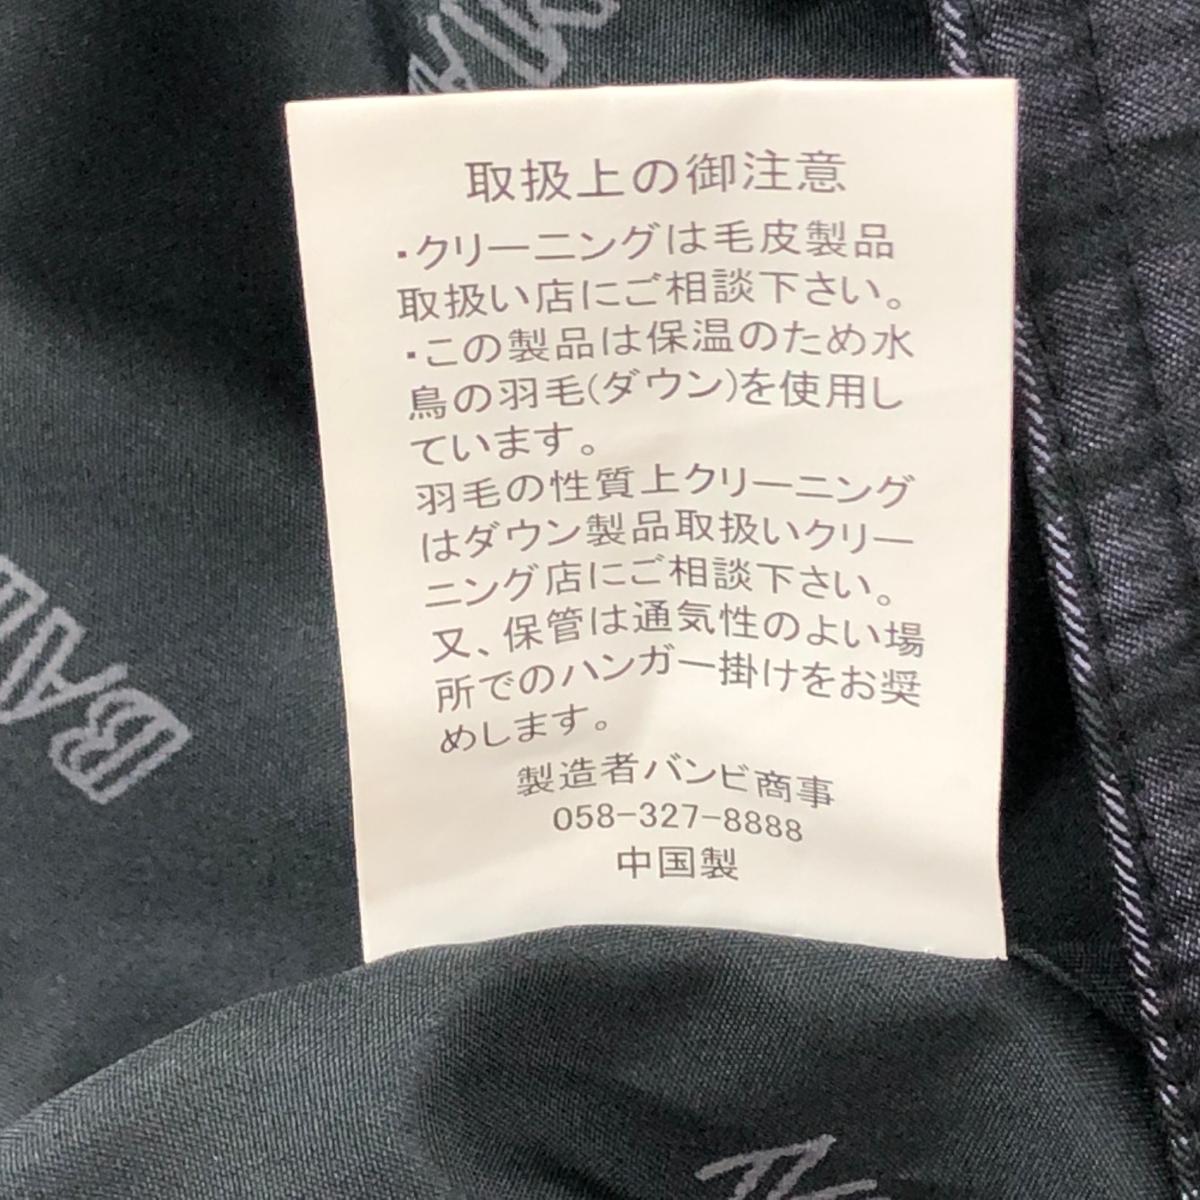 取扱上の御注意
・クリーニングは毛皮製品
取扱い店にご相談下さい。
・この製品は保温のため水
鳥の羽毛(ダウン)を使用し
ています。
羽毛の性質上クリーニング
はダウン製品取扱いクリー
ニング店にご相談下さい。
又、保管は通気性のよい場
所でのハンガー掛けをお奨
めします。
製造者バンビ商事
058-327-8888
中国製